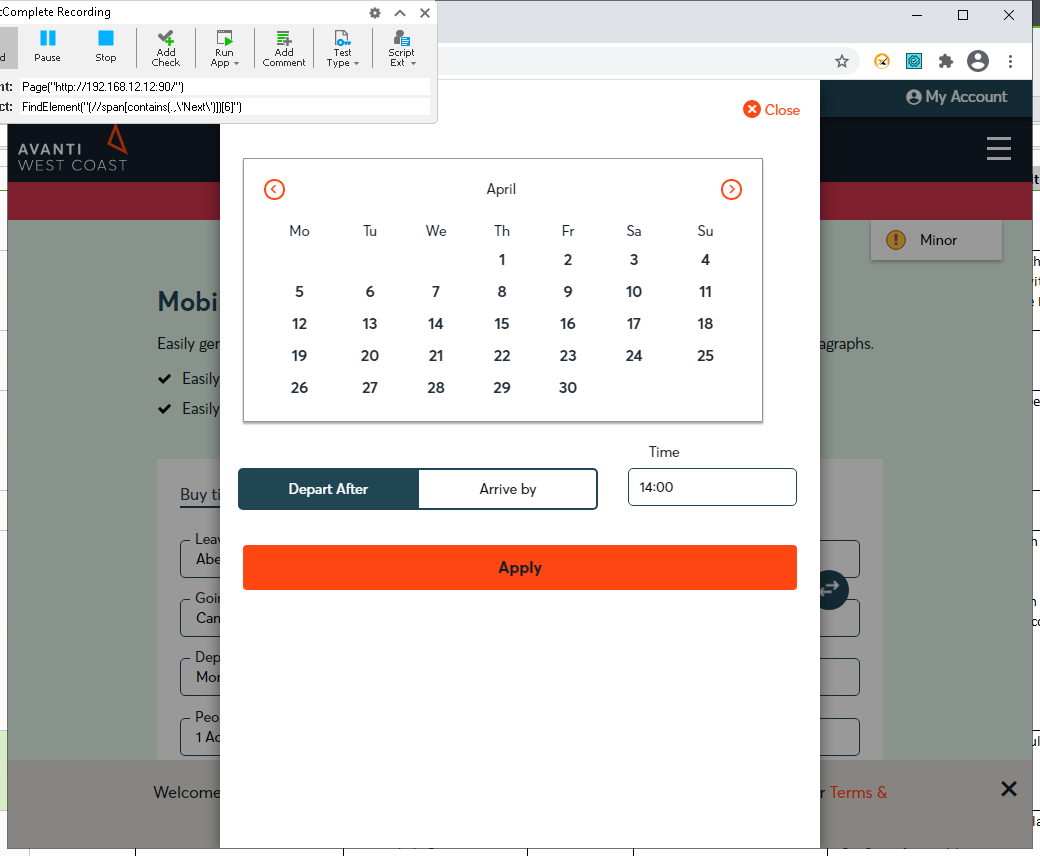 Complete Recording
Pause
Stop
Add Check
Run App
Add Comment
Test Type
Script Ext
Page("http://192.168.12.12:90/")
FindElement("(//span[contains(.,\'Next\')])[6]")
My Account
AVANTI
WEST COAST
Close
Minor
April
Mo Tu We Th Fr Sa Su
1 2 3 4
5 6 7 8 9 10 11
12 13 14 15 16 17 18
19 20 21 22 23 24 25
26 27 28 29 30
Mobi
Easily ger
agraphs.
Easily
Easily
Time
Depart After Arrive by 14:00
Buy ti
Leav
Abe
Apply
Goin
Can
Dep
Mor
Peo
1 Ac
Welcome
r Terms &